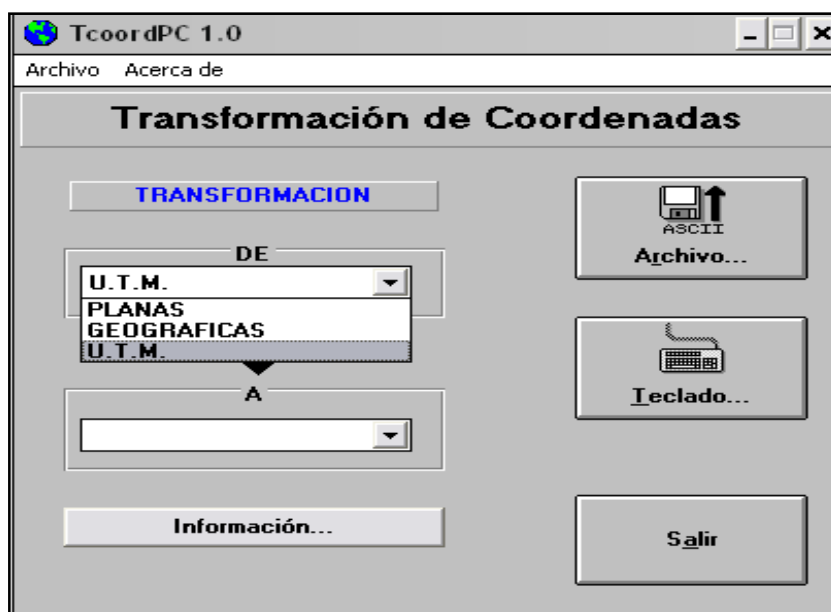 TcoordPC 1.0
Archivo Acerca de
Transformación de Coordenadas
TRANSFORMACION
DE
U.T.M.
PLANAS
GEOGRAFICAS
U.T.M.
A
Información...
ASCII
Archivo...
Teclado...
Salir